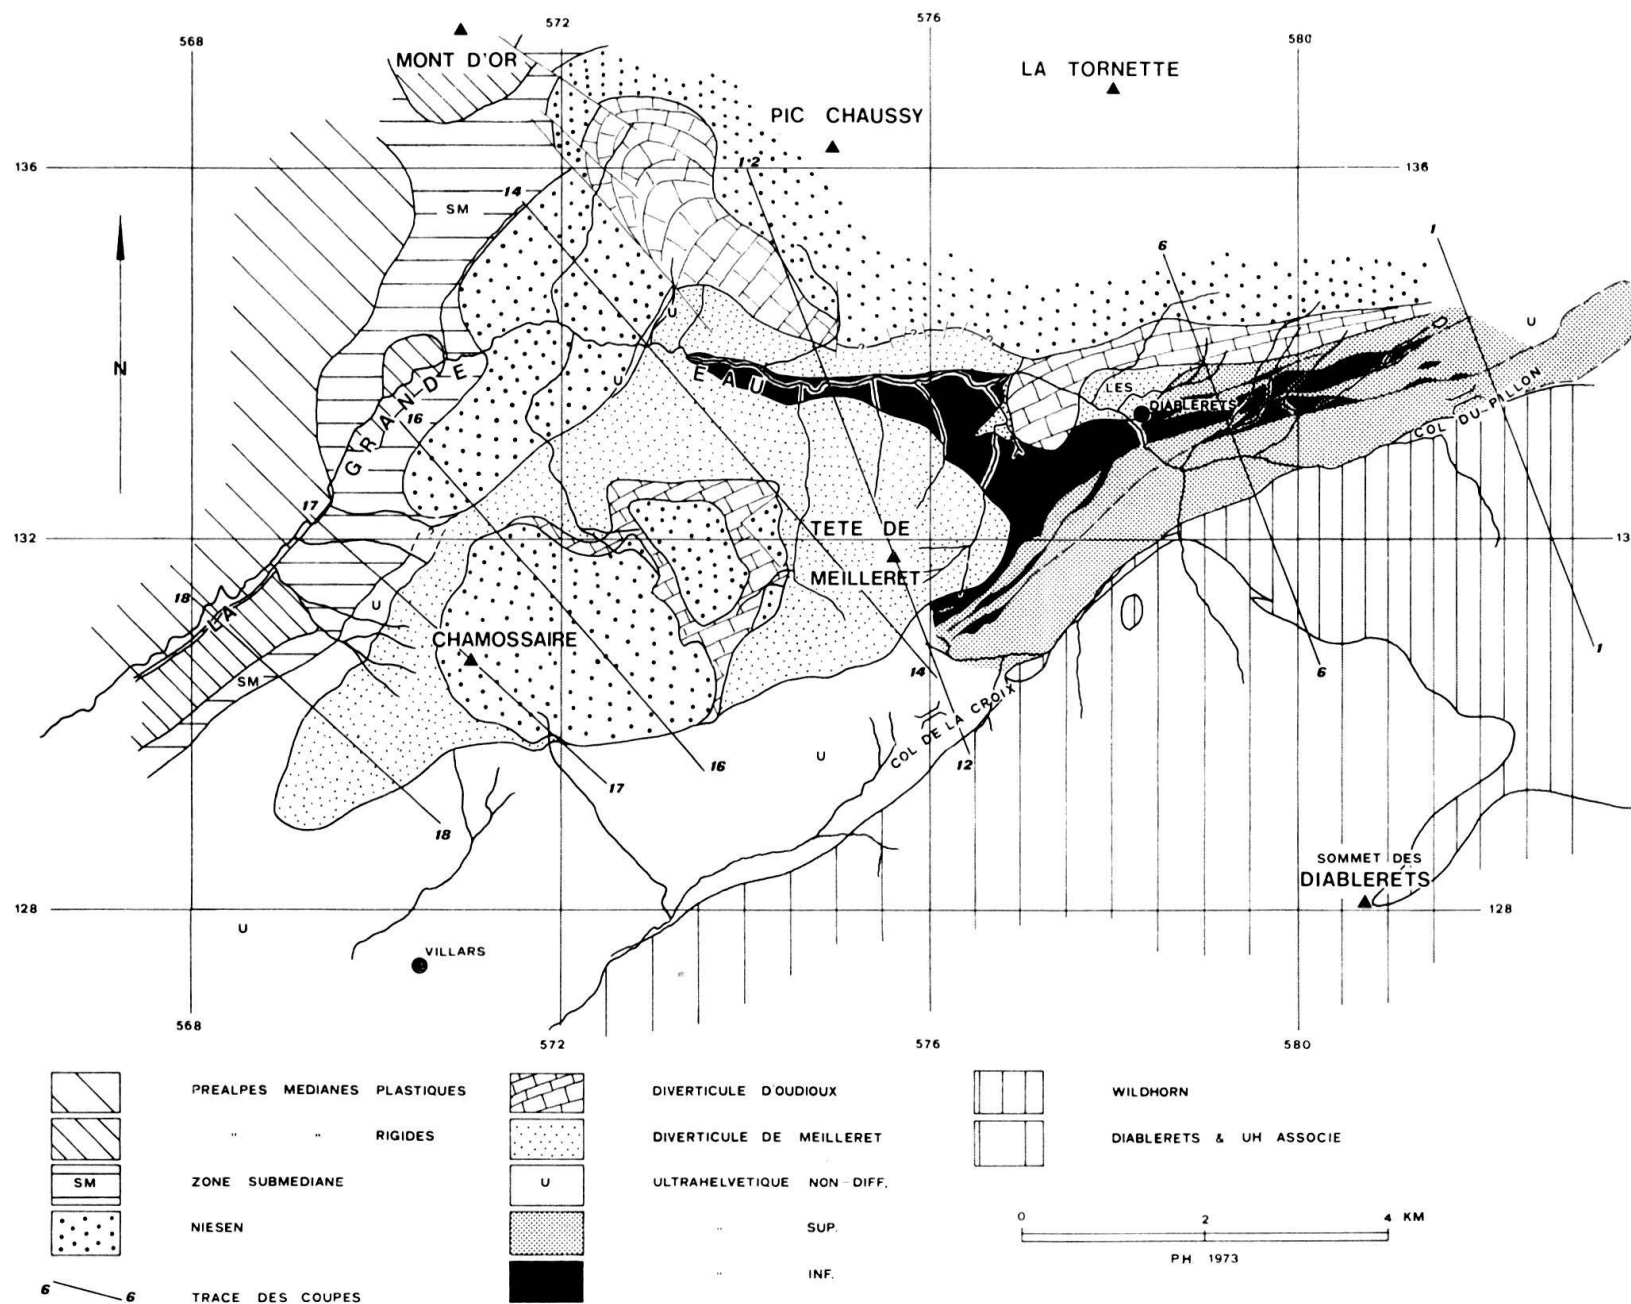 568
572
576
580
MONT D'OR
LA TORNETTE
PIC CHAUSSY
136
136
12
14
SM
6
1
U
U
N
GRANDE
EAU
U
D
LES
DIABLERETS
COL DU PILLON
16
17
132
TETE DE
MEILLERET
U
18
LA
CHAMOSSAIRE
SM
14
6
1
COL DE LA CROIX
16
U
12
17
18
SOMMET DES
DIABLERETS
128
128
U
VILLARS
568
572
576
580
PREALPES MEDIANES PLASTIQUES
" " RIGIDES
SM ZONE SUBMEDIANE
NIESEN
6 6 TRACE DES COUPES
DIVERTICULE D'OUDIOUX
DIVERTICULE DE MEILLERET
U ULTRAHELVETIQUE NON-DIFF.
" SUP.
" INF.
WILDHORN
DIABLERETS & UH ASSOCIE
0 2 4 KM
PH 1973